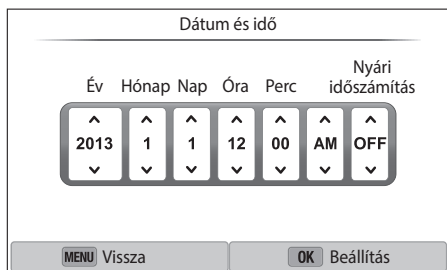 Dátum és idő
Év Hónap Nap Óra Perc Nyári időszámítás
2013 1 1 12 00 AM OFF
MENU Vissza OK Beállítás